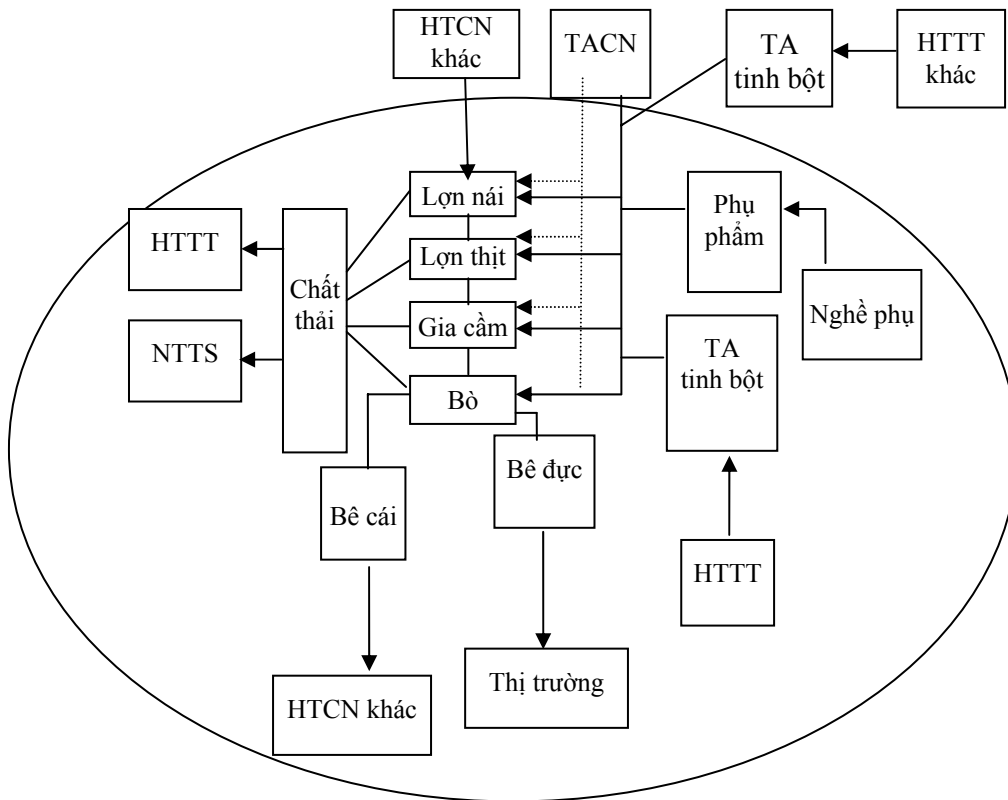 HTCN
khác
TACN
TA
tinh bột
HTTT
khác
Lợn nái
Phụ
phẩm
HTTT
Lợn thịt
Chất
thải
Nghề phụ
Gia cầm
NTTS
TA
tinh bột
Bò
Bê đực
Bê cái
HTTT
Thị trường
HTCN khác